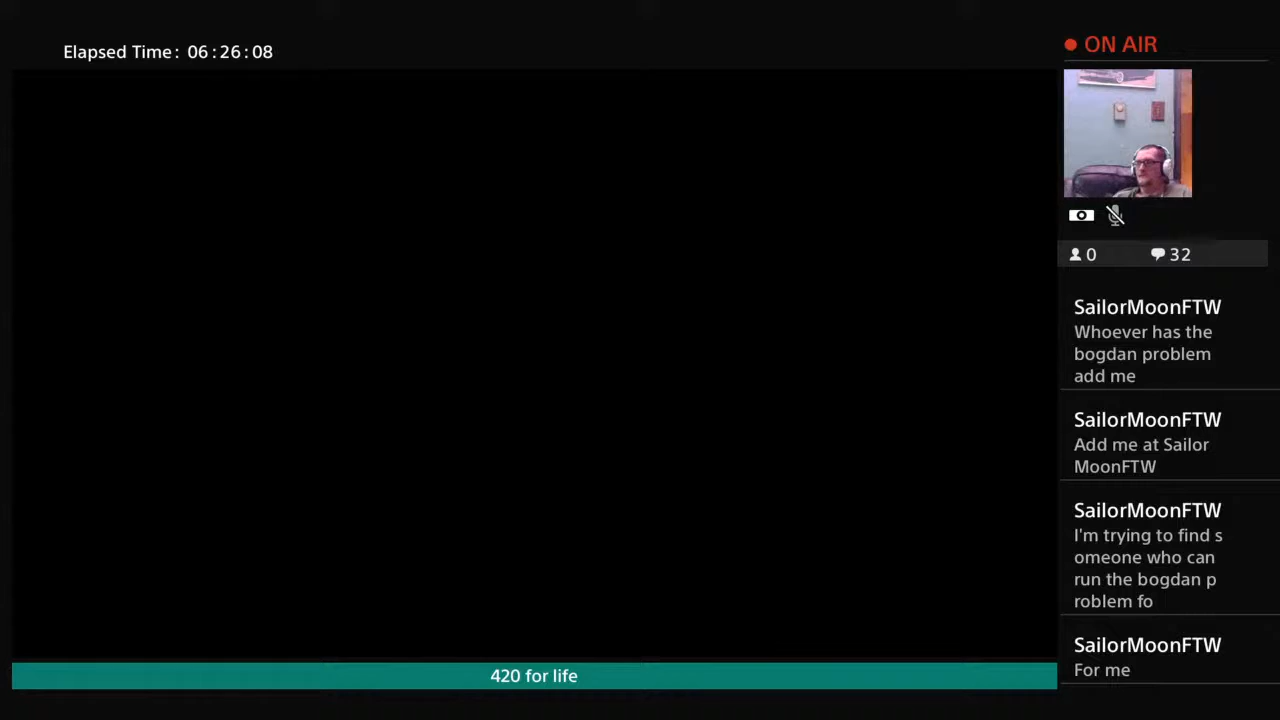 Elapsed Time: 06:26:08
ON AIR
0 32
SailorMoonFTW
Whoever has the
bogdan problem
add me
SailorMoonFTW
Add me at Sailor
MoonFTW
SailorMoonFTW
I'm trying to find s
omeone who can
run the bogdan p
roblem fo
SailorMoonFTW
For me
420 for life